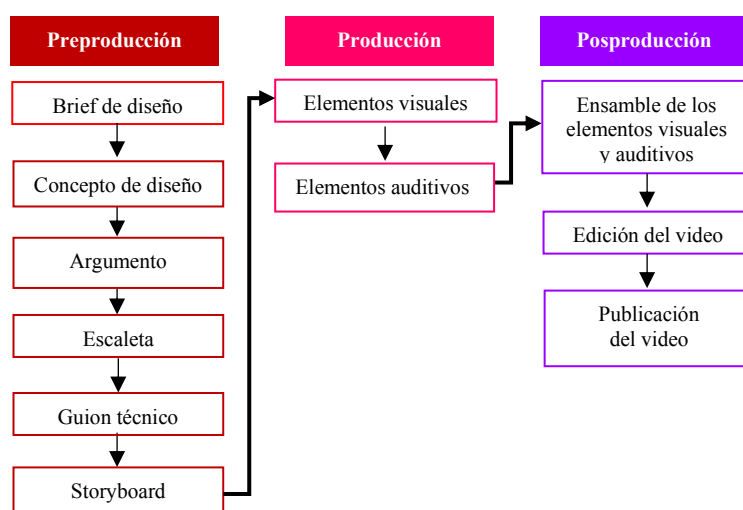 Preproducción
Brief de diseño
Concepto de diseño
Argumento
Escaleta
Guion técnico
Storyboard
Producción
Elementos visuales
Elementos auditivos
Posproducción
Ensamble de los
elementos visuales
y auditivos
Edición del video
Publicación
del video